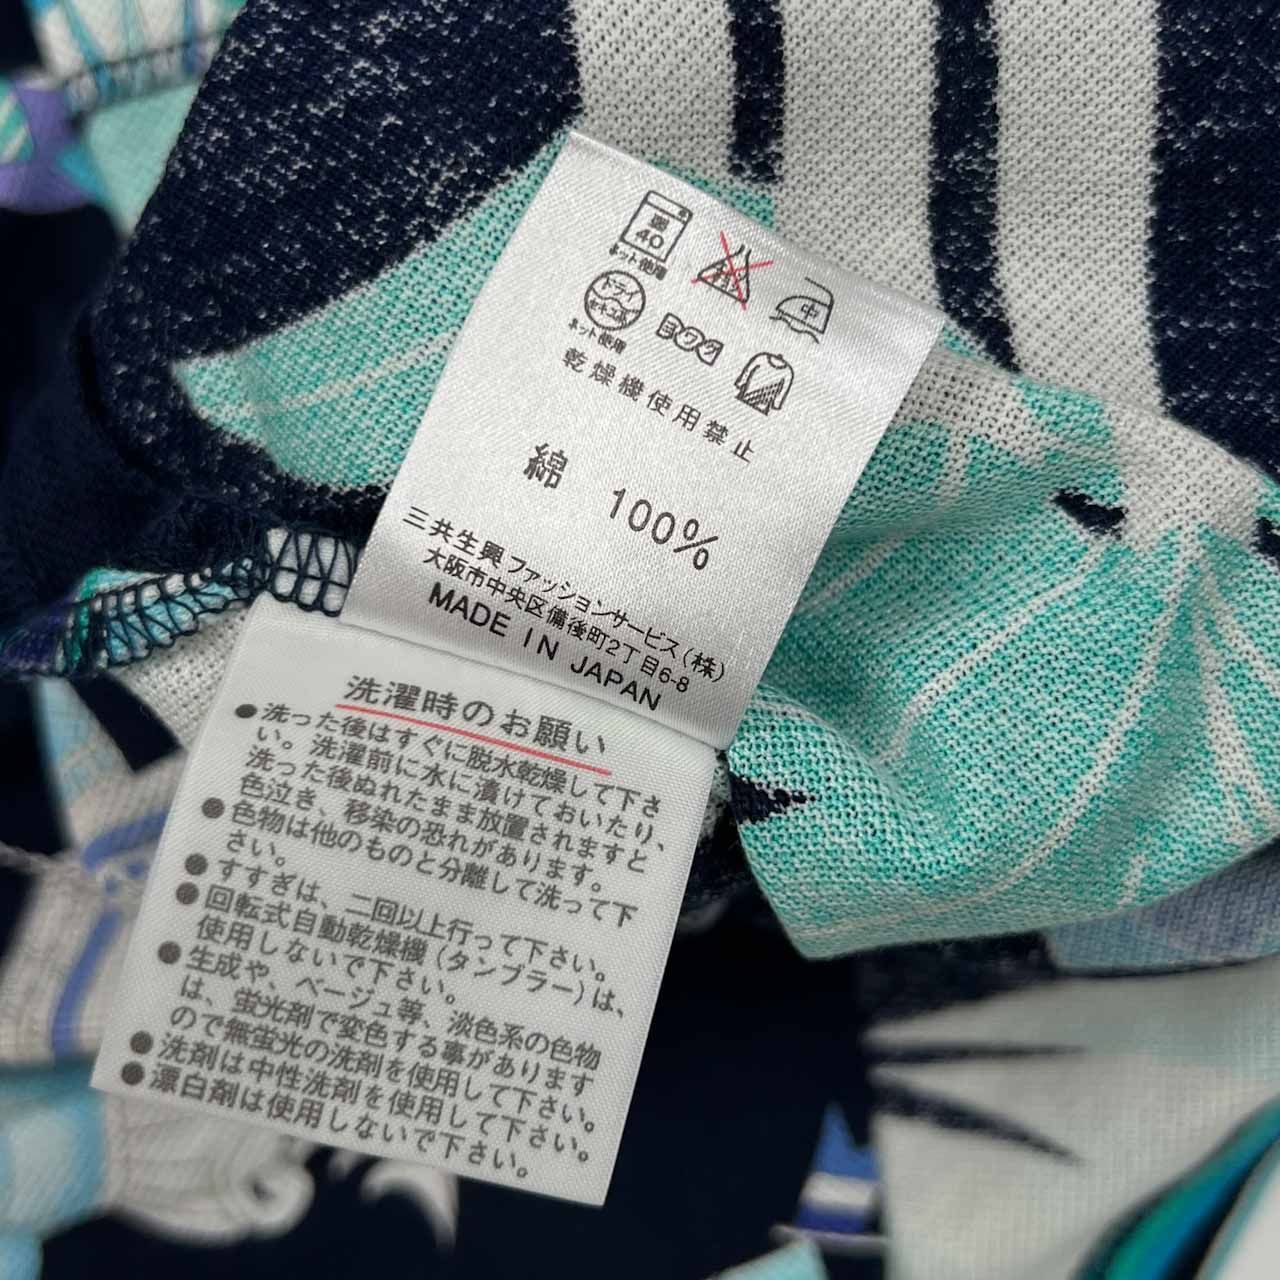 40
ネット使用
中
ドライ
セキユ系
ネット使用
ヨワク
乾燥機使用禁止
綿 100%
三共生興ファッションサービス(株)
大阪市中央区備後町2丁目6-8
MADE IN JAPAN
洗濯時のお願い
●洗った後はすぐに脱水乾燥して下さ
い。洗濯前に水に漬けておいたり、
洗った後ぬれたまま放置されますと
色泣き、移染の恐れがあります。
●色物は他のものと分離して洗って下
さい。
●すすぎは、二回以上行って下さい。
●回転式自動乾燥機(タンブラー)は、
使用しないで下さい。
●生成や、ベージュ等、淡色系の色物
は、蛍光剤で変色する事があります
ので無蛍光の洗剤を使用して下さい。
●洗剤は中性洗剤を使用して下さい。
●漂白剤は使用しないで下さい。